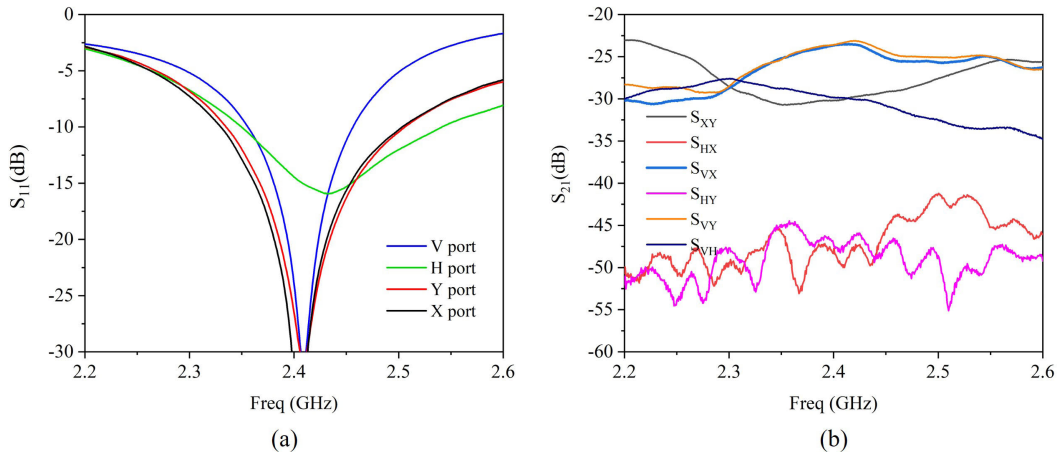 0
-5
-10
-15
-20
-25
-30
S11(dB)
V port
H port
Y port
X port
2.2
2.3
2.4
2.5
2.6
Freq (GHz)
(a)
-20
-25
-30
-35
-40
-45
-50
-55
-60
S21(dB)
SXY
SHX
SVX
SHY
SVY
SVH
2.2
2.3
2.4
2.5
2.6
Freq (GHz)
(b)